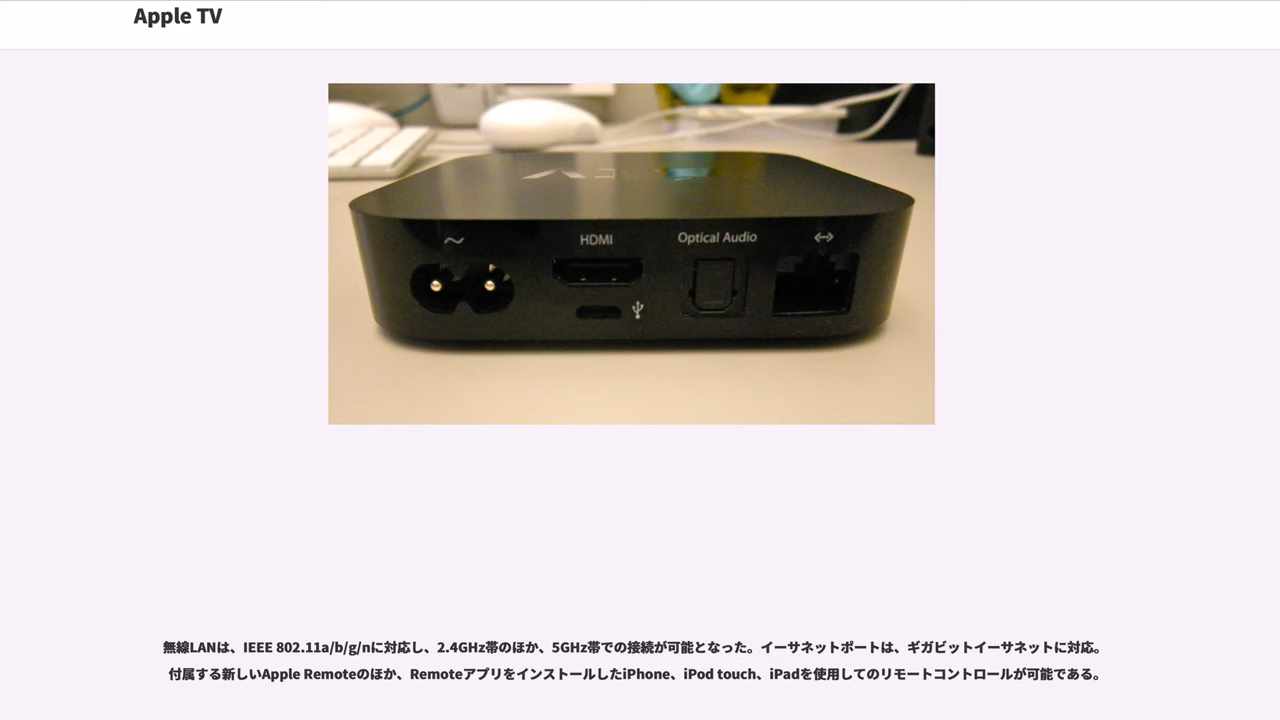 Apple TV
HDMI
Optical Audio
無線LANは、IEEE 802.11a/b/g/nに対応し、2.4GHz帯のほか、5GHz帯での接続が可能となった。イーサネットポートは、ギガビットイーサネットに対応。
付属する新しいApple Remoteのほか、RemoteアプリをインストールしたiPhone、iPod touch、iPadを使用してのリモートコントロールが可能である。